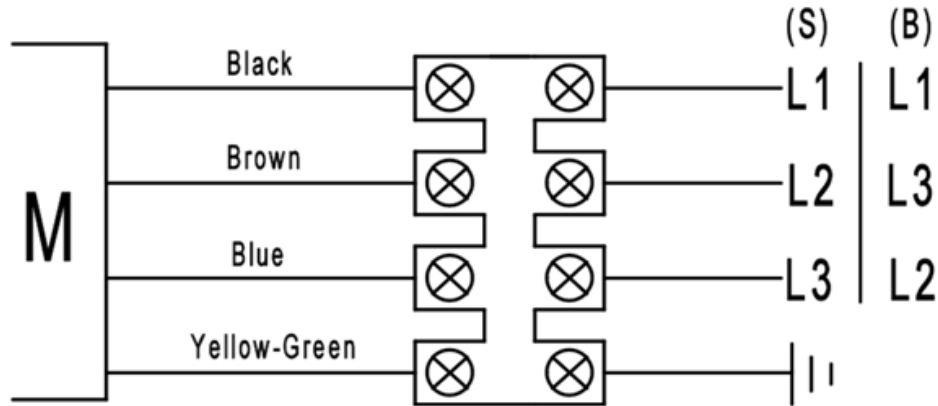 (S) (B)
Black L1 L1
Brown L2 L3
M
Blue L3 L2
Yellow-Green